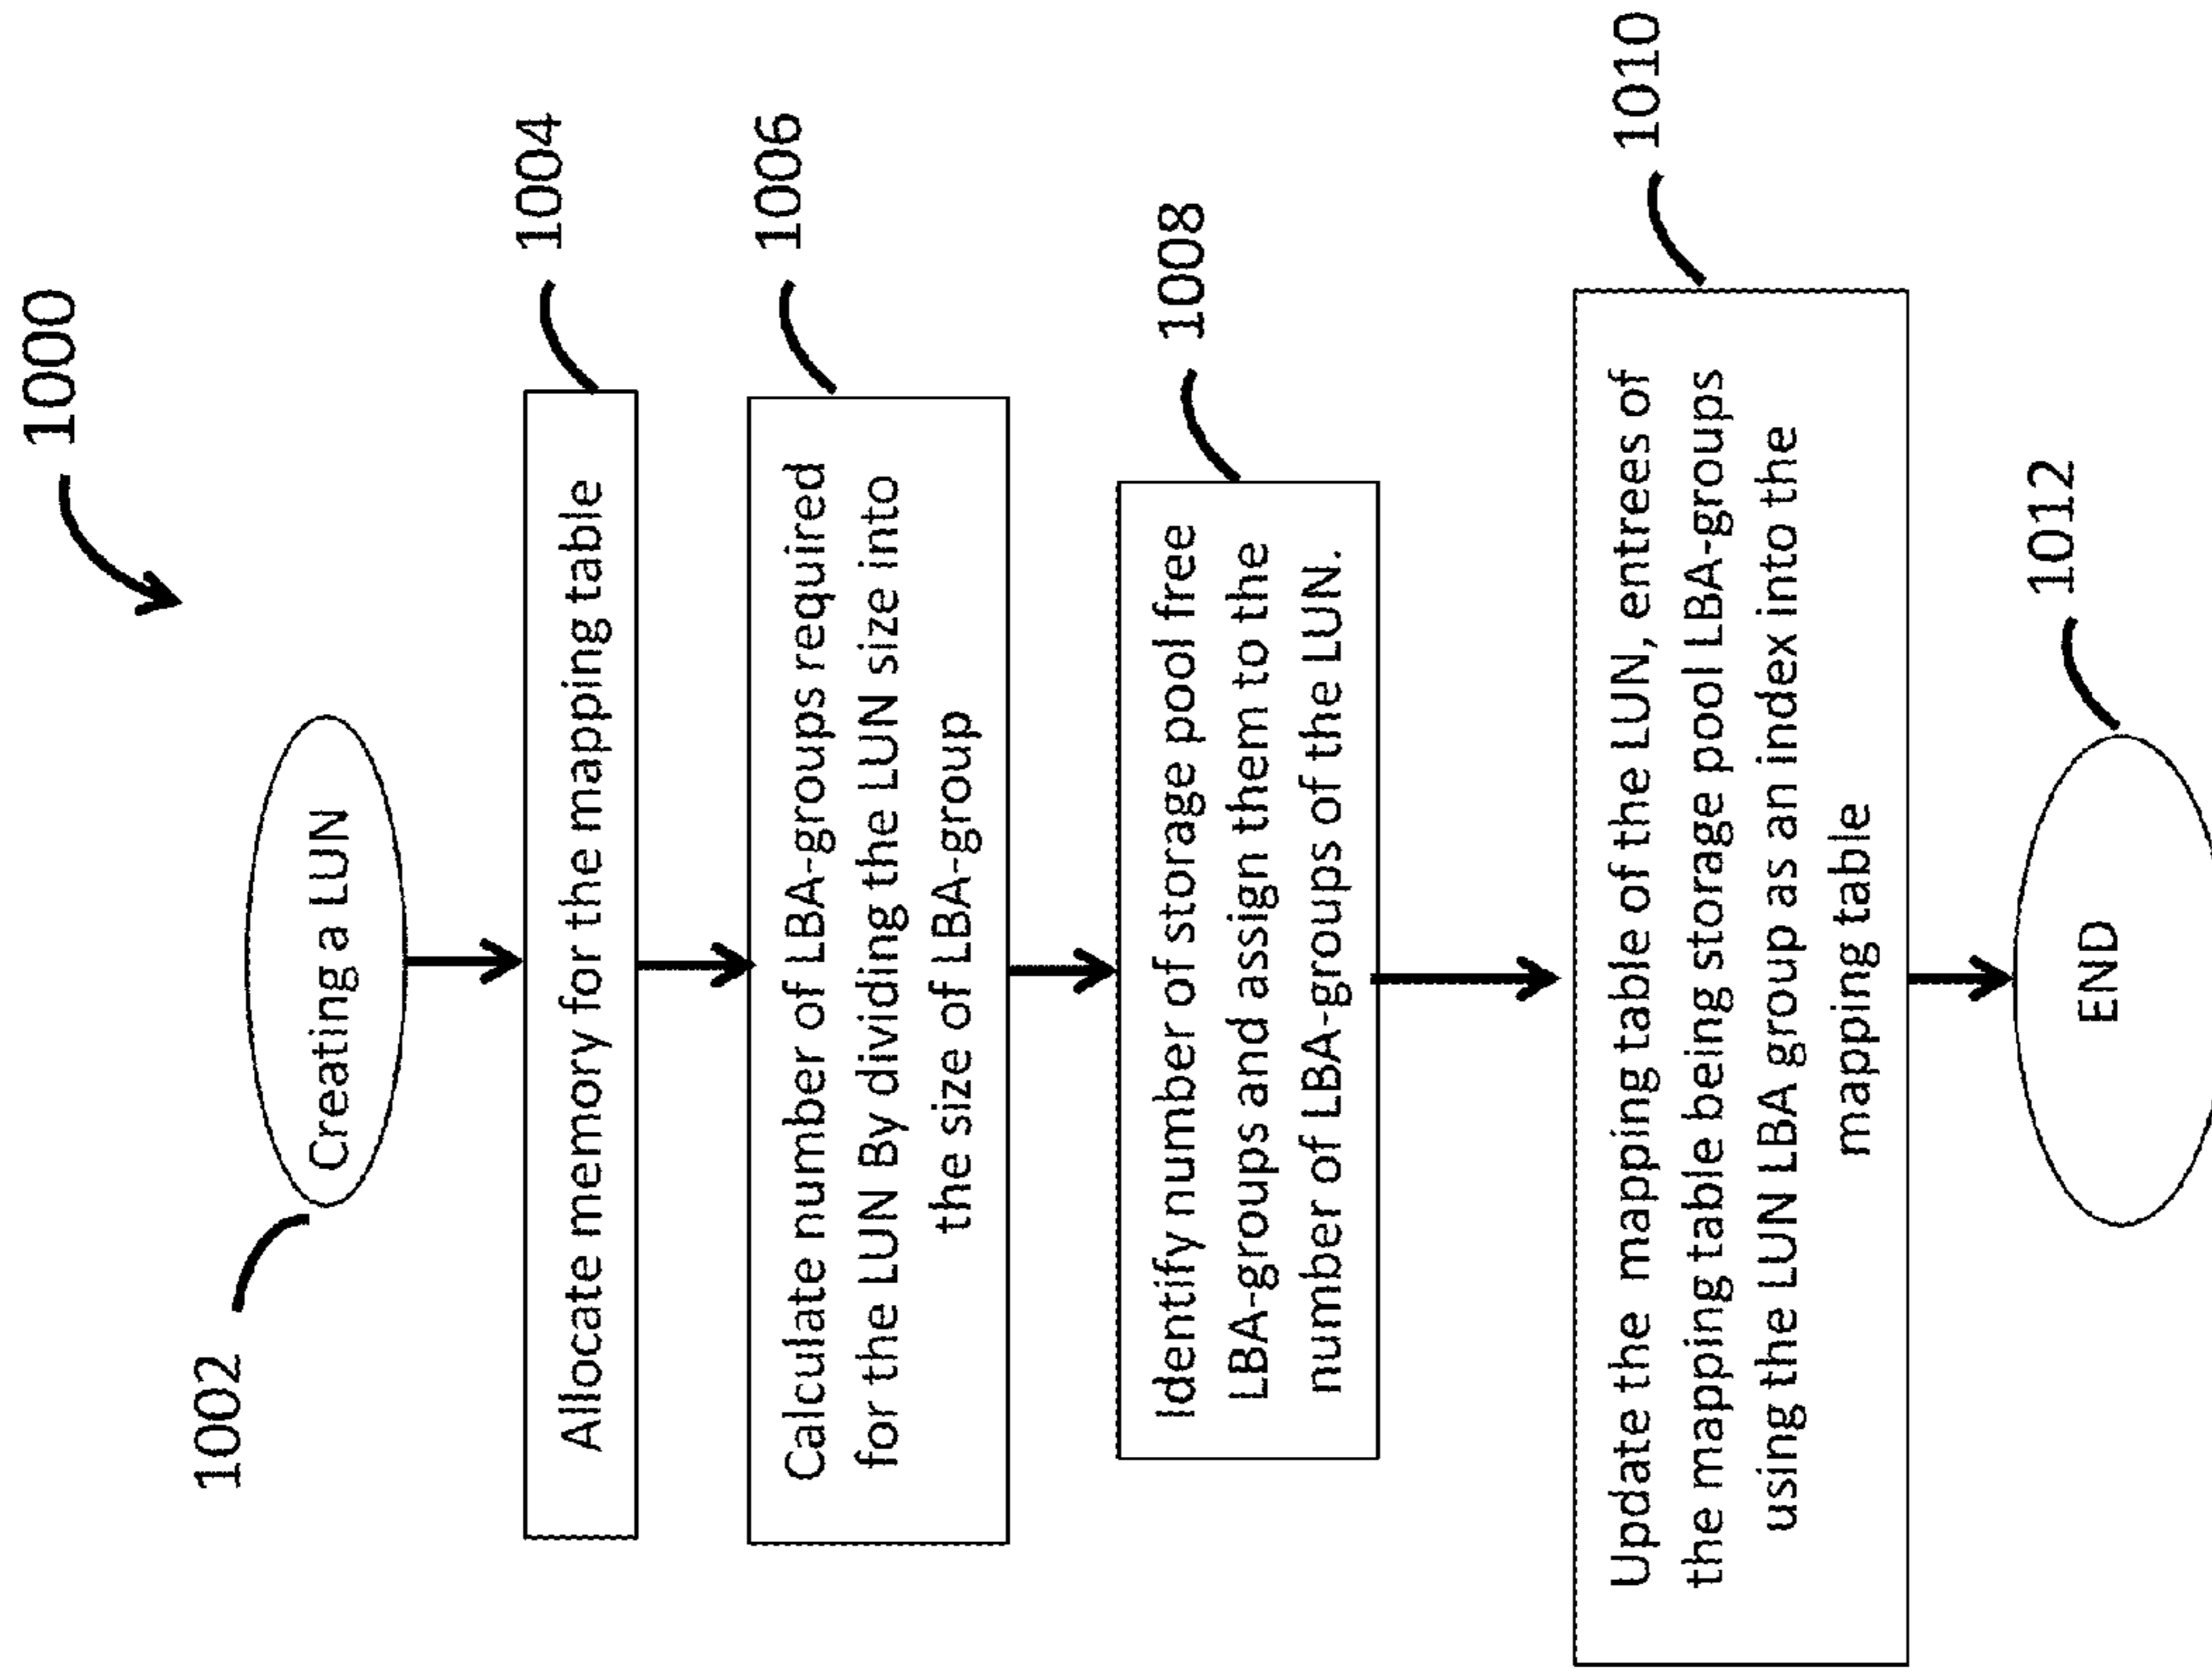 1000
1002
Creating a LUN
1004
Allocate memory for the mapping table
1006
Calculate number of LBA-groups required
for the LUN By dividing the LUN size into
the size of LBA-group
1008
Identify number of storage pool free
LBA-groups and assign them to the
number of LBA-groups of the LUN.
1010
Update the mapping table of the LUN, entrees of
the mapping table being storage pool LBA-groups
using the LUN LBA group as an index into the
mapping table
1012
END